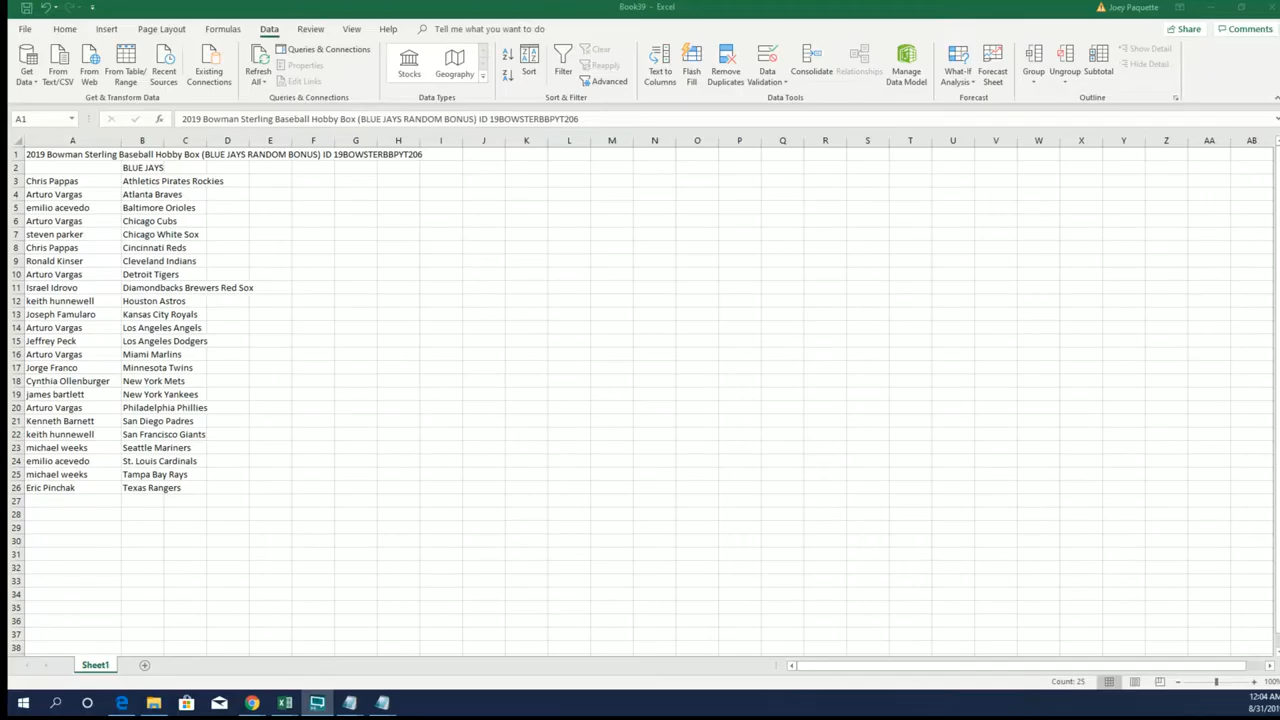 Book39 - Excel
Joey Paquette
File Home Insert Page Layout Formulas Data Review View Help Tell me what you want to do Share Comments
Get Data From Text/CSV From Web From Table/ Range Recent Sources Existing Connections
Get & Transform Data
Refresh All Queries & Connections Properties Edit Links
Queries & Connections
Stocks Geography
Data Types
Sort Filter Clear Reapply Advanced
Sort & Filter
Text to Columns Flash Fill Remove Duplicates Data Validation Consolidate Relationships Manage Data Model
Data Tools
What-If Analysis Forecast Sheet
Forecast
Group Ungroup Subtotal Show Detail Hide Detail
Outline
A1 fx 2019 Bowman Sterling Baseball Hobby Box (BLUE JAYS RANDOM BONUS) ID 19BOWSTERBBPYT206
A B C D E F G H I J K L M N O P Q R S T U V W X Y Z AA AB
1 2019 Bowman Sterling Baseball Hobby Box (BLUE JAYS RANDOM BONUS) ID 19BOWSTERBBPYT206
2 BLUE JAYS
3 Chris Pappas Athletics Pirates Rockies
4 Arturo Vargas Atlanta Braves
5 emilio acevedo Baltimore Orioles
6 Arturo Vargas Chicago Cubs
7 steven parker Chicago White Sox
8 Chris Pappas Cincinnati Reds
9 Ronald Kinser Cleveland Indians
10 Arturo Vargas Detroit Tigers
11 Israel Idrovo Diamondbacks Brewers Red Sox
12 keith hunnewell Houston Astros
13 Joseph Famularo Kansas City Royals
14 Arturo Vargas Los Angeles Angels
15 Jeffrey Peck Los Angeles Dodgers
16 Arturo Vargas Miami Marlins
17 Jorge Franco Minnesota Twins
18 Cynthia Ollenburger New York Mets
19 james bartlett New York Yankees
20 Arturo Vargas Philadelphia Phillies
21 Kenneth Barnett San Diego Padres
22 keith hunnewell San Francisco Giants
23 michael weeks Seattle Mariners
24 emilio acevedo St. Louis Cardinals
25 michael weeks Tampa Bay Rays
26 Eric Pinchak Texas Rangers
27
28
29
30
31
32
33
34
35
36
37
38
Sheet1
Count: 25 100%
12:04 AM
8/31/201